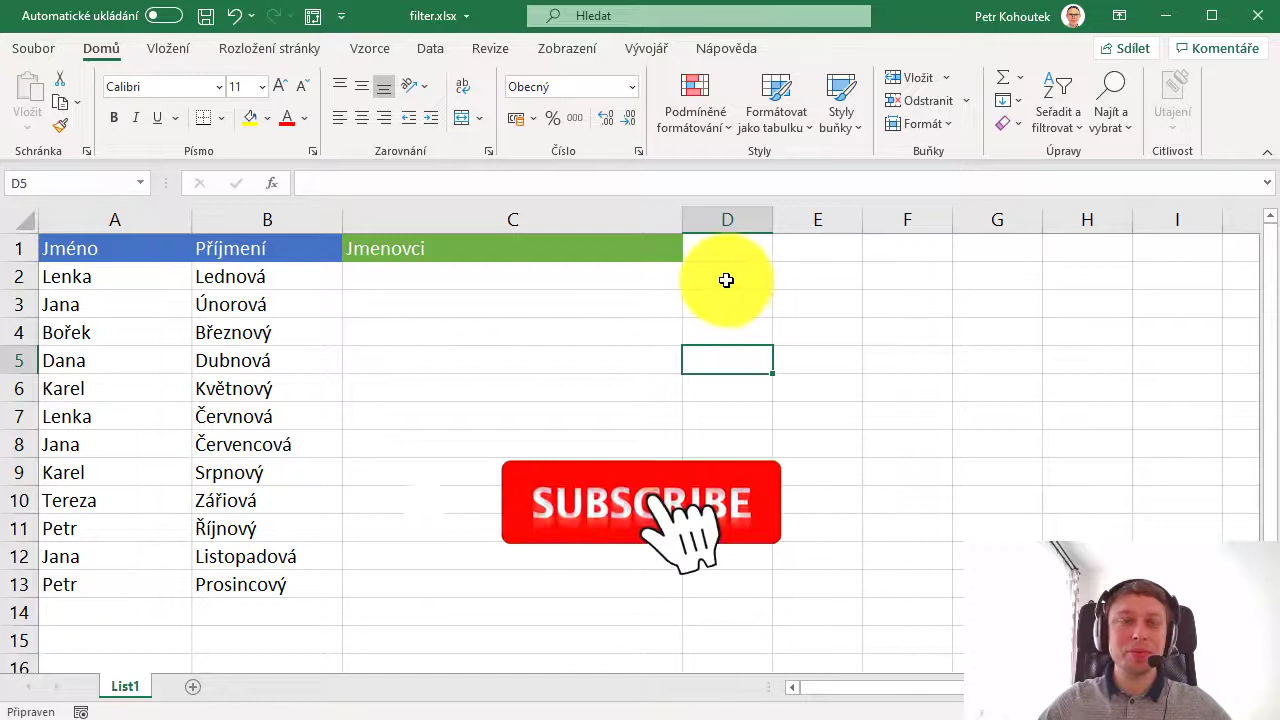 Automatické ukládání filter.xlsx Hledat Petr Kohoutek
Soubor Domů Vložení Rozložení stránky Vzorce Data Revize Zobrazení Vývojář Nápověda Sdílet Komentáře
Vložit
Schránka
Calibri 11
B I U
Písmo
Zarovnání
Obecný
% 000
Číslo
Podmíněné formátování
Formátovat jako tabulku
Styly buňky
Styly
Vložit
Odstranit
Formát
Buňky
Seřadit a filtrovat
Najít a vybrat
Úpravy
Utajení
Citlivost
D5 fx
A B C D E F G H I
1 Jméno Příjmení Jmenovci
2 Lenka Lednová
3 Jana Únorová
4 Bořek Březnový
5 Dana Dubnová
6 Karel Květnový
7 Lenka Červnová
8 Jana Červencová
9 Karel Srpnový
10 Tereza Zářiová
11 Petr Říjnový
12 Jana Listopadová
13 Petr Prosincový
14
15
16
SUBSCRIBE
List1
Připraven